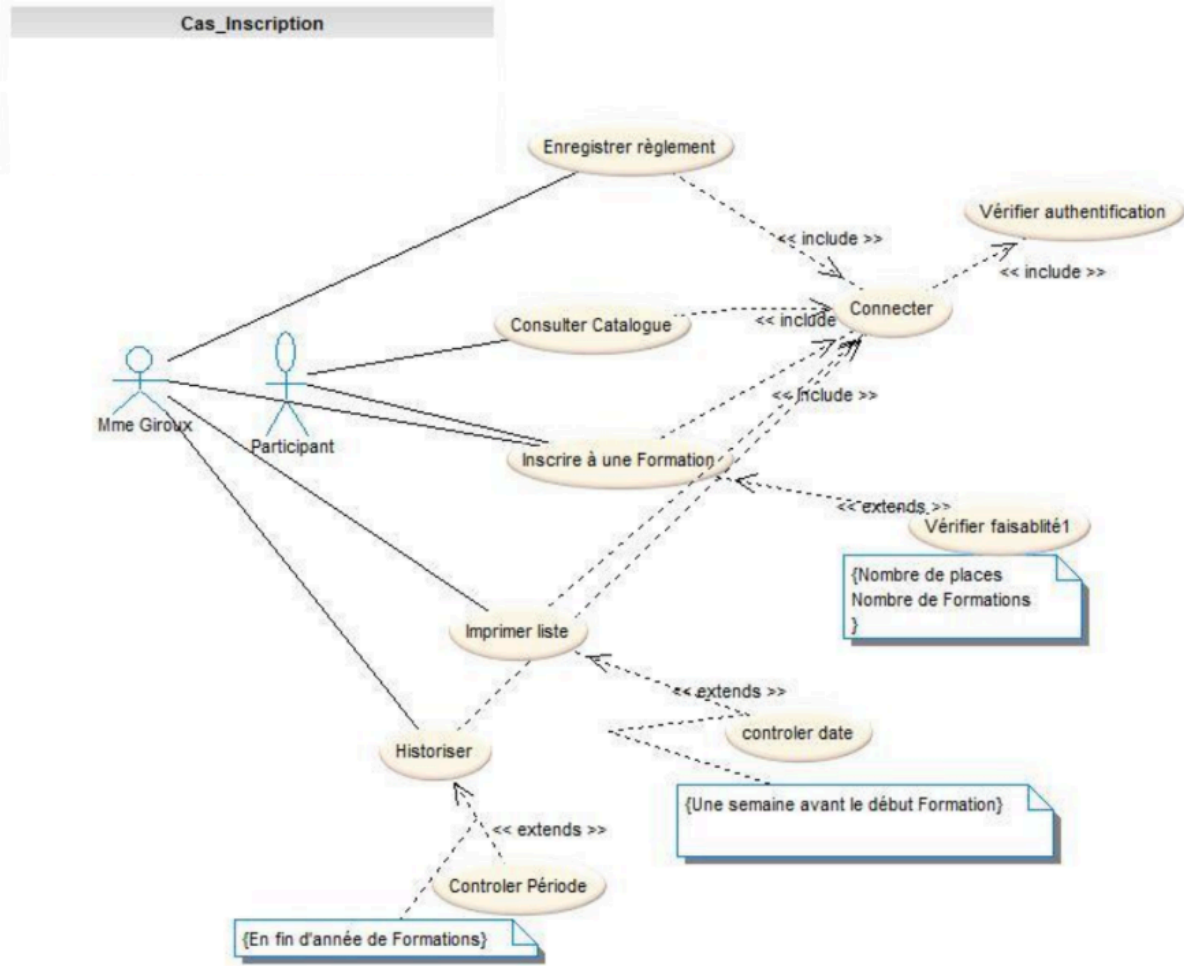 Cas_Inscription
Enregistrer règlement
Vérifier authentification
<< include >>
<< include >>
Connecter
Consulter Catalogue
<< include
<< include >>
Mme Giroux
Participant
Inscrire à une Formation
<< extends >>
Vérifier faisablité1
{Nombre de places
Nombre de Formations
}
Imprimer liste
<< extends >>
controler date
Historiser
{Une semaine avant le début Formation}
<< extends >>
Controler Période
{En fin d'année de Formations}